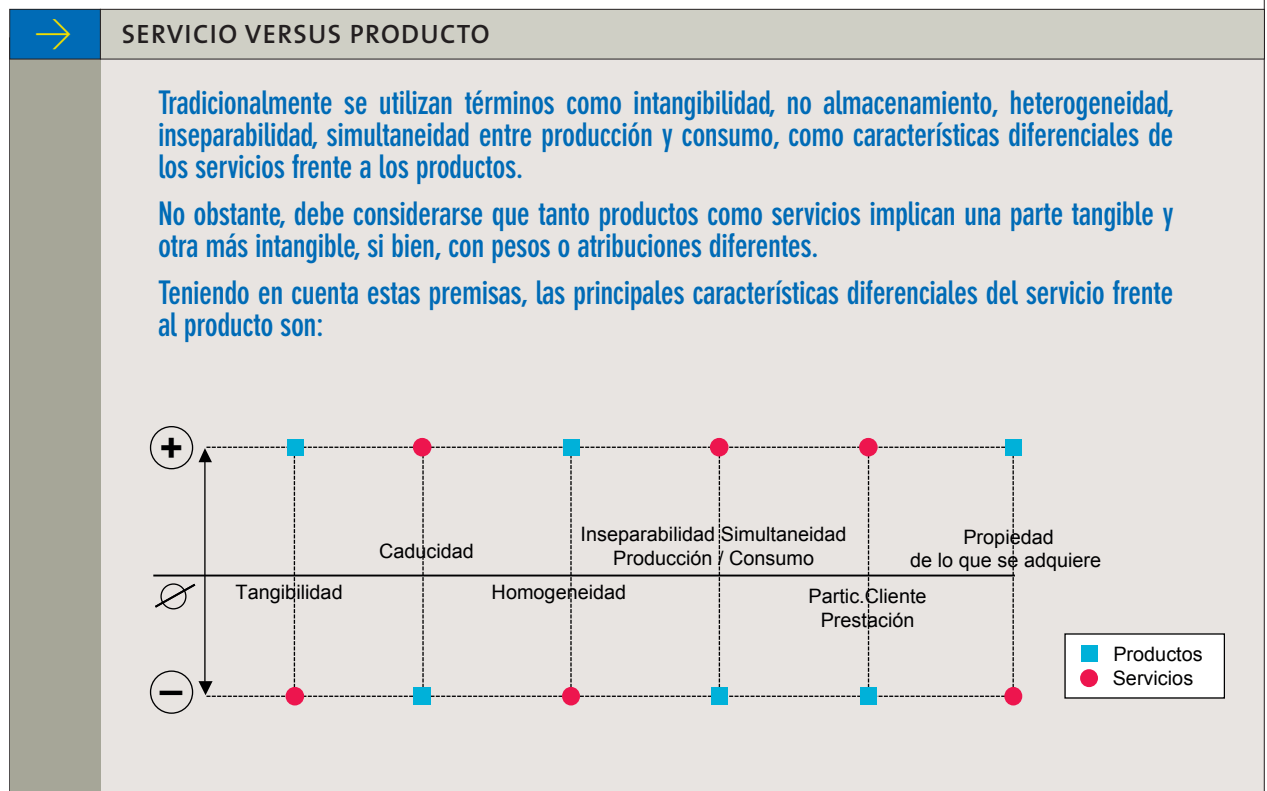 SERVICIO VERSUS PRODUCTO
Tradicionalmente se utilizan términos como intangibilidad, no almacenamiento, heterogeneidad,
inseparabilidad, simultaneidad entre producción y consumo, como características diferenciales de
los servicios frente a los productos.
No obstante, debe considerarse que tanto productos como servicios implican una parte tangible y
otra más intangible, si bien, con pesos o atribuciones diferentes.
Teniendo en cuenta estas premisas, las principales características diferenciales del servicio frente
al producto son:
+
Inseparabilidad Simultaneidad
Producción / Consumo
Propiedad
de lo que se adquiere
Caducidad
Tangibilidad
Homogeneidad
Partic.Cliente
Prestación
−
Productos
Servicios